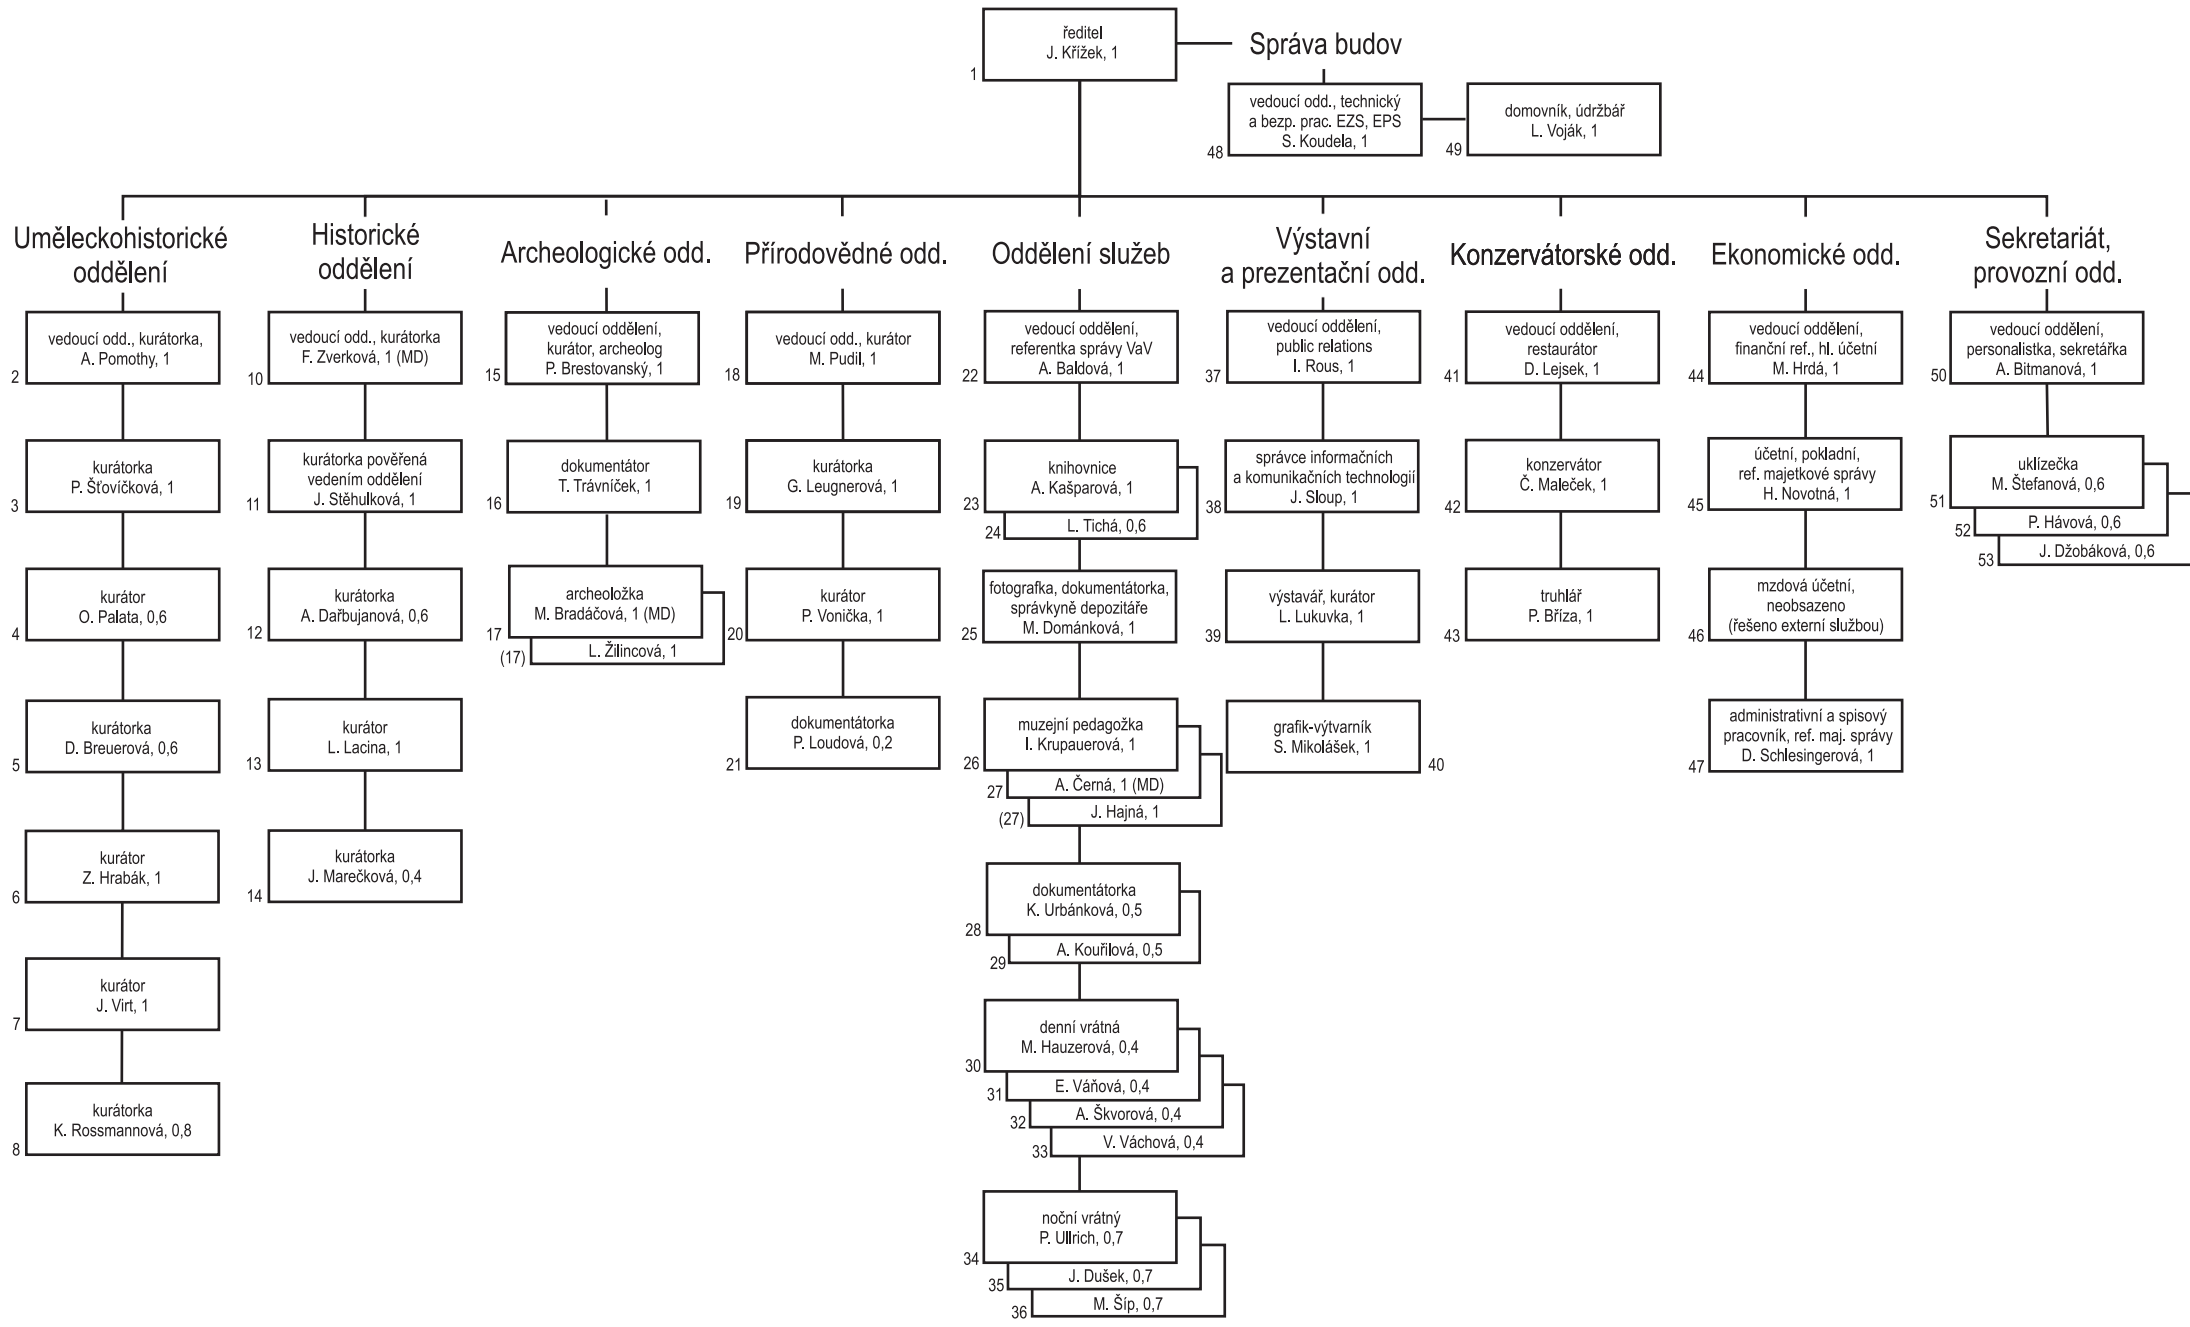 ředitel
J. Křížek, 1
1
Správa budov
vedoucí odd., technický
a bezp. prac. EZS, EPS
S. Koudela, 1
48
domovník, údržbář
L. Voják, 1
49
Uměleckohistorické
oddělení
vedoucí odd., kurátorka,
A. Pomothy, 1
2
kurátorka
P. Šťovíčková, 1
3
kurátor
O. Palata, 0,6
4
kurátorka
D. Breuerová, 0,6
5
kurátor
Z. Hrabák, 1
6
kurátor
J. Virt, 1
7
kurátorka
K. Rossmannová, 0,8
8
Historické
oddělení
vedoucí odd., kurátorka
F. Zverková, 1 (MD)
10
kurátorka pověřená
vedením oddělení
J. Stěhulková, 1
11
kurátorka
A. Dařbujanová, 0,6
12
kurátor
L. Lacina, 1
13
kurátorka
J. Marečková, 0,4
14
Archeologické odd.
vedoucí oddělení,
kurátor, archeolog
P. Brestovanský, 1
15
dokumentátor
T. Trávníček, 1
16
archeoložka
M. Bradáčová, 1 (MD)
17
L. Žilincová, 1
(17)
Přírodovědné odd.
vedoucí odd., kurátor
M. Pudil, 1
18
kurátorka
G. Leugnerová, 1
19
kurátor
P. Vonička, 1
20
dokumentátorka
P. Loudová, 0,2
21
Oddělení služeb
vedoucí oddělení,
referentka správy VaV
A. Baldová, 1
22
knihovnice
A. Kašparová, 1
23
L. Tichá, 0,6
24
fotografka, dokumentátorka,
správkyně depozitáře
M. Dománková, 1
25
muzejní pedagožka
I. Krupauerová, 1
26
A. Černá, 1 (MD)
27
J. Hajná, 1
(27)
dokumentátorka
K. Urbánková, 0,5
28
A. Kouřilová, 0,5
29
denní vrátná
M. Hauzerová, 0,4
30
E. Váňová, 0,4
31
A. Škvorová, 0,4
32
V. Váchová, 0,4
33
noční vrátný
P. Ullrich, 0,7
34
J. Dušek, 0,7
35
M. Šíp, 0,7
36
Výstavní
a prezentační odd.
vedoucí oddělení,
public relations
I. Rous, 1
37
správce informačních
a komunikačních technologií
J. Sloup, 1
38
výstavář, kurátor
L. Lukuvka, 1
39
grafik-výtvarník
S. Mikolášek, 1
40
Konzervátorské odd.
vedoucí oddělení,
restaurátor
D. Lejsek, 1
41
konzervátor
Č. Maleček, 1
42
truhlář
P. Bříza, 1
43
Ekonomické odd.
vedoucí oddělení,
finanční ref., hl. účetní
M. Hrdá, 1
44
účetní, pokladní,
ref. majetkové správy
H. Novotná, 1
45
mzdová účetní,
neobsazeno
(řešeno externí službou)
46
administrativní a spisový
pracovník, ref. maj. správy
D. Schlesingerová, 1
47
Sekretariát,
provozní odd.
vedoucí oddělení,
personalistka, sekretářka
A. Bitmanová, 1
50
uklízečka
M. Štefanová, 0,6
51
P. Hávová, 0,6
52
J. Džobáková, 0,6
53